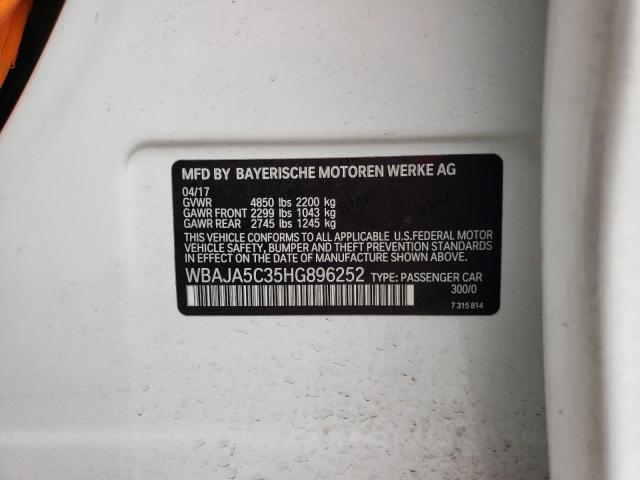 MFD BY BAYERISCHE MOTOREN WERKE AG
04/17
GVWR 4850 lbs 2200 kg
GAWR FRONT 2299 lbs 1043 kg
GAWR REAR 2745 lbs 1245 kg
THIS VEHICLE CONFORMS TO ALL APPLICABLE U.S.FEDERAL MOTOR
VEHICLE SAFETY, BUMPER AND THEFT PREVENTION STANDARDS
IN EFFECT ON THE DATE OF MANUFACTURE SHOWN ABOVE.
WBAJA5C35HG896252 TYPE: PASSENGER CAR
300/0
7 315 814